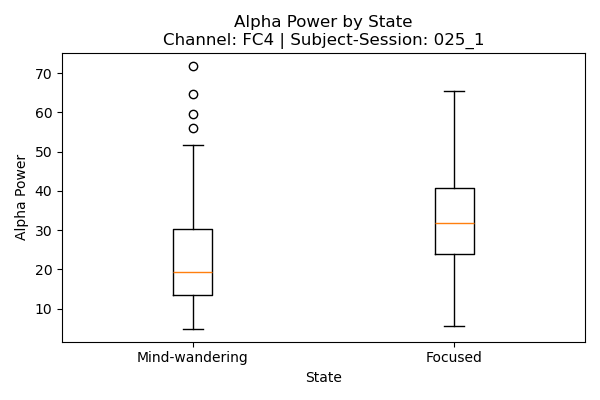 Alpha Power by State
Channel: FC4 | Subject-Session: 025_1
Alpha Power
70
60
50
40
30
20
10
Mind-wandering
Focused
State